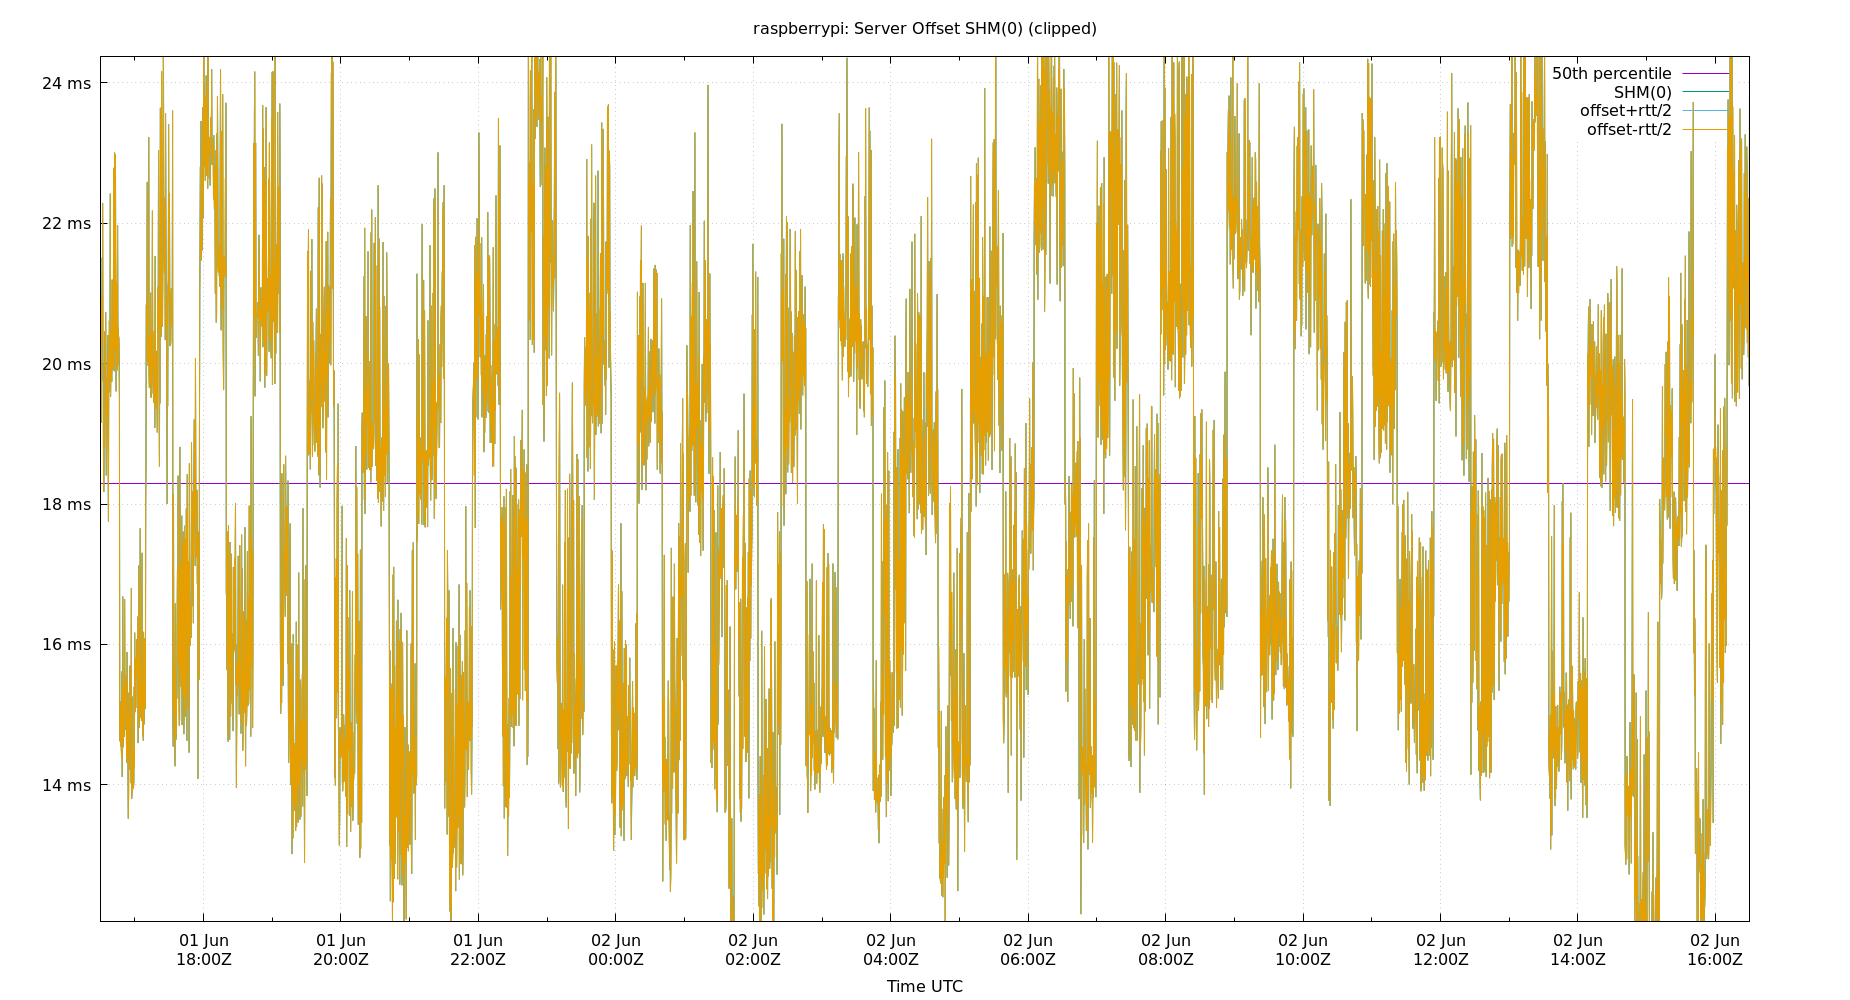 raspberrypi: Server Offset SHM(0) (clipped)
50th percentile
SHM(0)
offset+rtt/2
offset-rtt/2
24 ms
22 ms
20 ms
18 ms
16 ms
14 ms
01 Jun 01 Jun 01 Jun 02 Jun 02 Jun 02 Jun 02 Jun 02 Jun 02 Jun 02 Jun 02 Jun 02 Jun
18:00Z 20:00Z 22:00Z 00:00Z 02:00Z 04:00Z 06:00Z 08:00Z 10:00Z 12:00Z 14:00Z 16:00Z
Time UTC